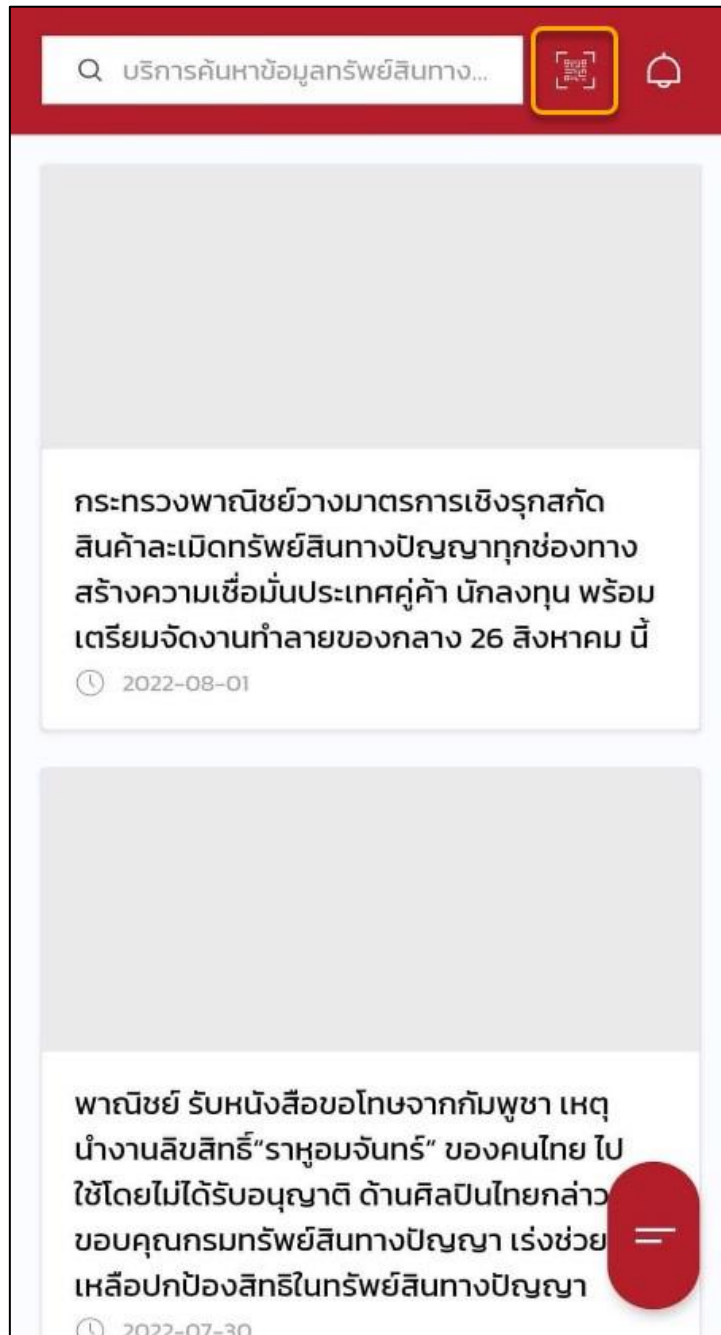 บริการค้นหาข้อมูลทรัพย์สินทาง...
กระทรวงพาณิชย์วางมาตรการเชิงรุกสกัด
สินค้าละเมิดทรัพย์สินทางปัญญาทุกช่องทาง
สร้างความเชื่อมั่นประเทศคู่ค้า นักลงทุน พร้อม
เตรียมจัดงานทำลายของกลาง 26 สิงหาคม นี้
2022-08-01
พาณิชย์ รับหนังสือขอโทษจากกัมพูชา เหตุ
นำงานลิขสิทธิ์“ราหูอมจันทร์” ของคนไทย ไป
ใช้โดยไม่ได้รับอนุญาติ ด้านศิลปินไทยกล่าว
ขอบคุณกรมทรัพย์สินทางปัญญา เร่งช่วย
เหลือปกป้องสิทธิในทรัพย์สินทางปัญญา
2022-07-30